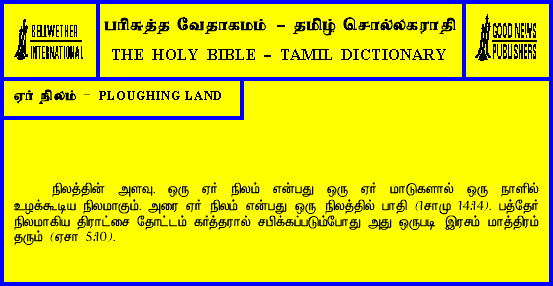 BELLWETHER
INTERNATIONAL
பரிசுத்த வேதாகமம் - தமிழ் சொல்லகராதி
THE HOLY BIBLE - TAMIL DICTIONARY
GOOD NEWS
PUBLISHERS
ஏர் நிலம் - PLOUGHING LAND
நிலத்தின் அளவு. ஒரு ஏர் நிலம் என்பது ஒரு ஏர் மாடுகளால் ஒரு நாளில்
உழக்கூடிய நிலமாகும். அரை ஏர் நிலம் என்பது ஒரு நிலத்தில் பாதி (1சாமு 14:14). பத்தேர்
நிலமாகிய திராட்சை தோட்டம் கர்த்தரால் சபிக்கப்படும்போது அது ஒருபடி இரசம் மாத்திரம்
தரும் (ஏசா 5:10).